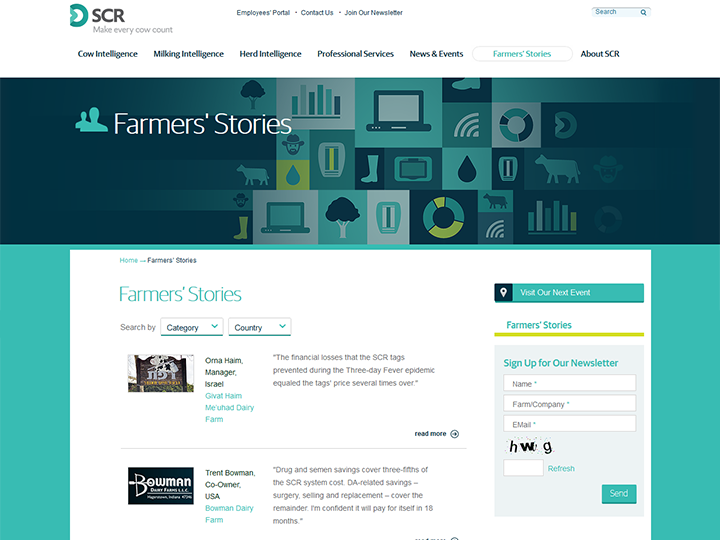 SCR
Make every cow count
Employees' Portal • Contact Us • Join Our Newsletter
Search
Cow Intelligence
Milking Intelligence
Herd Intelligence
Professional Services
News & Events
Farmers' Stories
About SCR
Farmers' Stories
Home → Farmers' Stories
Farmers' Stories
Search by
Category
Country
Orna Haim,
Manager,
Israel
Givat Haim
Me'uhad Dairy
Farm
"The financial losses that the SCR tags
prevented during the Three-day Fever epidemic
equaled the tags' price several times over."
read more
BOWMAN
DAIRY FARMS L.L.C.
Hagerstown, Indiana 47346
Trent Bowman,
Co-Owner,
USA
Bowman Dairy
Farm
"Drug and semen savings cover three-fifths of
the SCR system cost. DA-related savings –
surgery, selling and replacement – cover the
remainder. I'm confident it will pay for itself in 18
months."
Visit Our Next Event
Farmers' Stories
Sign Up for Our Newsletter
Name *
Farm/Company *
EMail *
hwg
Refresh
Send